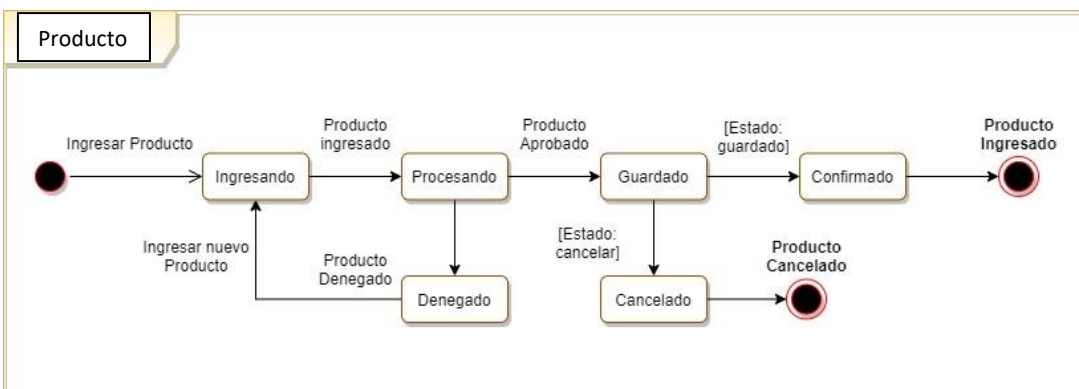 Producto
Ingresar Producto
Ingresando
Producto
ingresado
Procesando
Producto
Aprobado
Guardado
[Estado:
guardado]
Confirmado
Producto
Ingresado
Ingresar nuevo
Producto
Producto
Denegado
Denegado
[Estado:
cancelar]
Cancelado
Producto
Cancelado